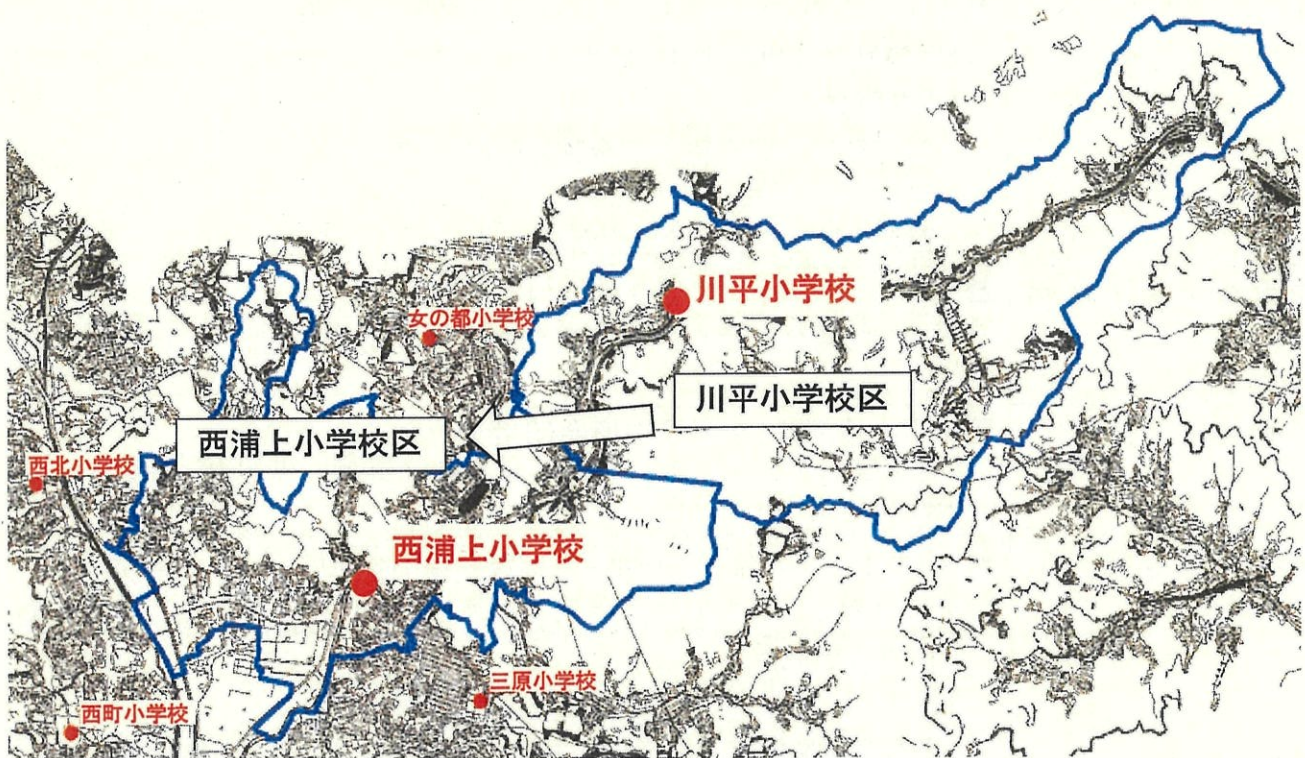 川平小学校
女の都小学校
川平小学校区
西浦上小学校区
西北小学校
西浦上小学校
三原小学校
西町小学校